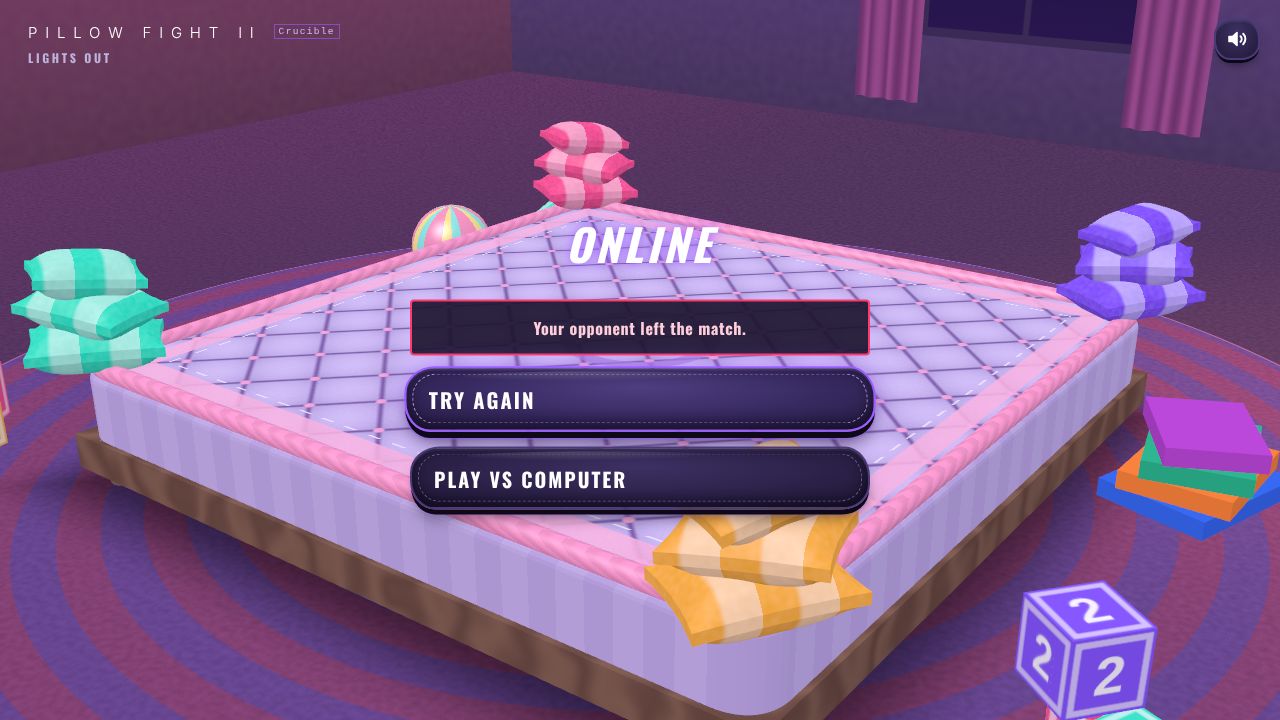 PILLOW FIGHT II Crucible
LIGHTS OUT
ONLINE
Your opponent left the match.
TRY AGAIN
PLAY VS COMPUTER
2
2 2